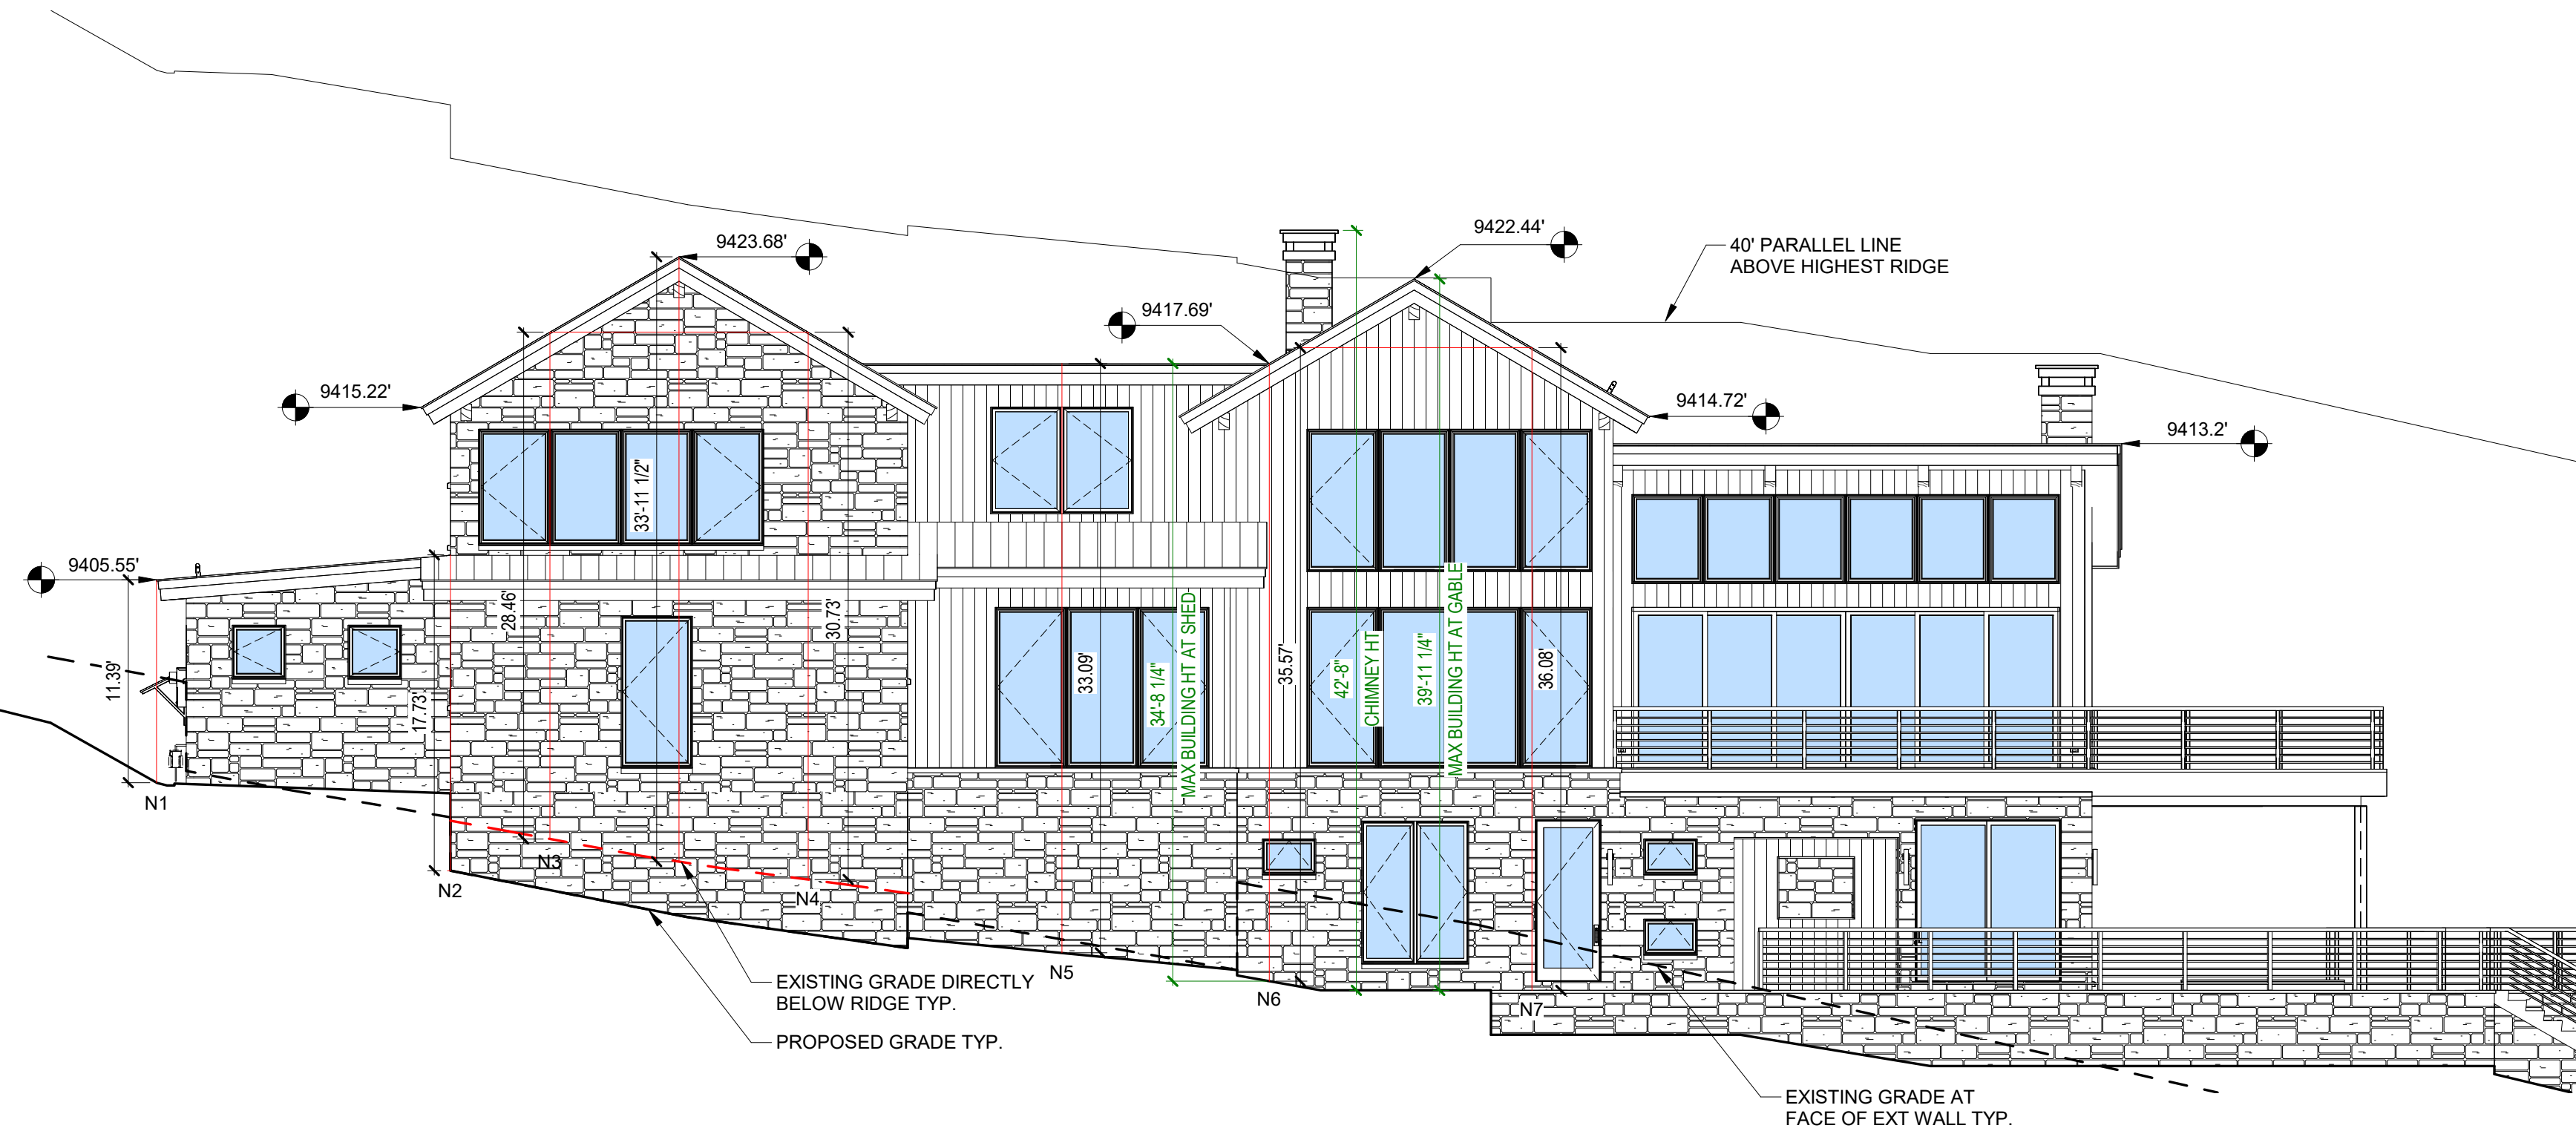 9422.44'
9423.68'
40' PARALLEL LINE
ABOVE HIGHEST RIDGE
9417.69'
9415.22'
9414.72'
9413.2'
33'-11 1/2"
9405.55'
28.46'
30.73'
11.39'
17.73'
33.09'
34'-8 1/4"
MAX BUILDING HT AT SHED
35.57'
42'-8"
CHIMNEY HT
39'-11 1/4"
MAX BUILDING HT AT GABLE
36.08'
N1
N2
N3
N4
N5
N6
N7
EXISTING GRADE DIRECTLY
BELOW RIDGE TYP.
PROPOSED GRADE TYP.
EXISTING GRADE AT
FACE OF EXT WALL TYP.